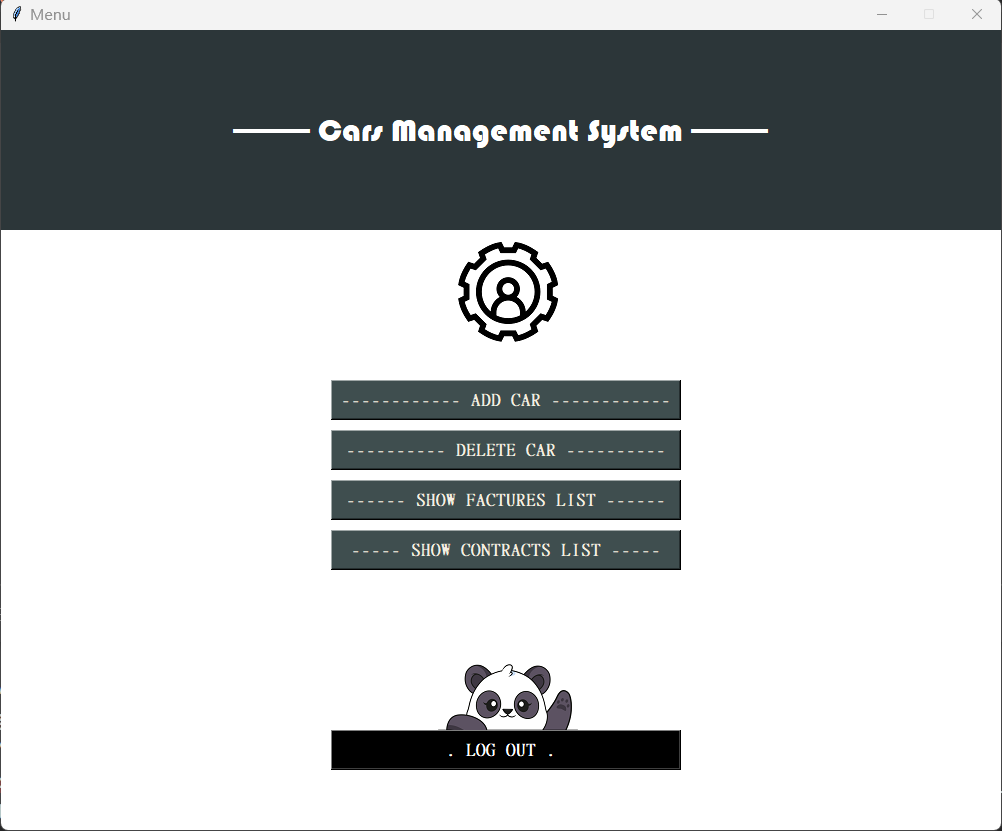 Menu
Cars Management System
------------ ADD CAR ------------
---------- DELETE CAR ----------
------ SHOW FACTURES LIST ------
----- SHOW CONTRACTS LIST -----
. LOG OUT .